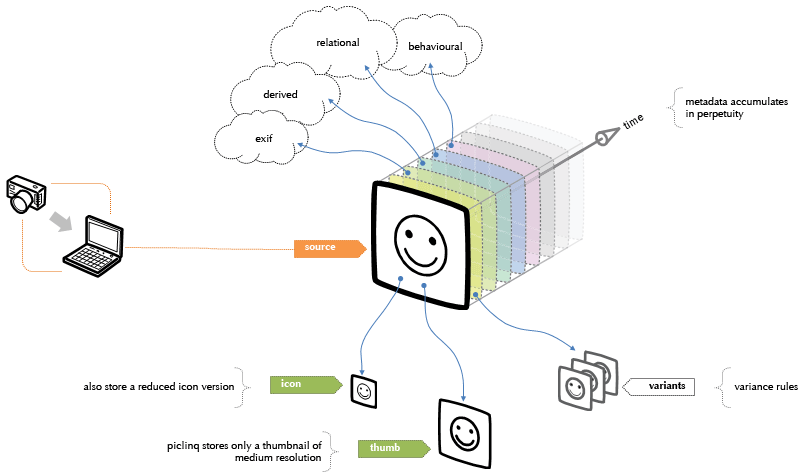 relational
behavioural
derived
exif
time
metadata accumulates
in perpetuity
source
also store a reduced icon version
icon
variants
variance rules
piclinq stores only a thumbnail of
medium resolution
thumb